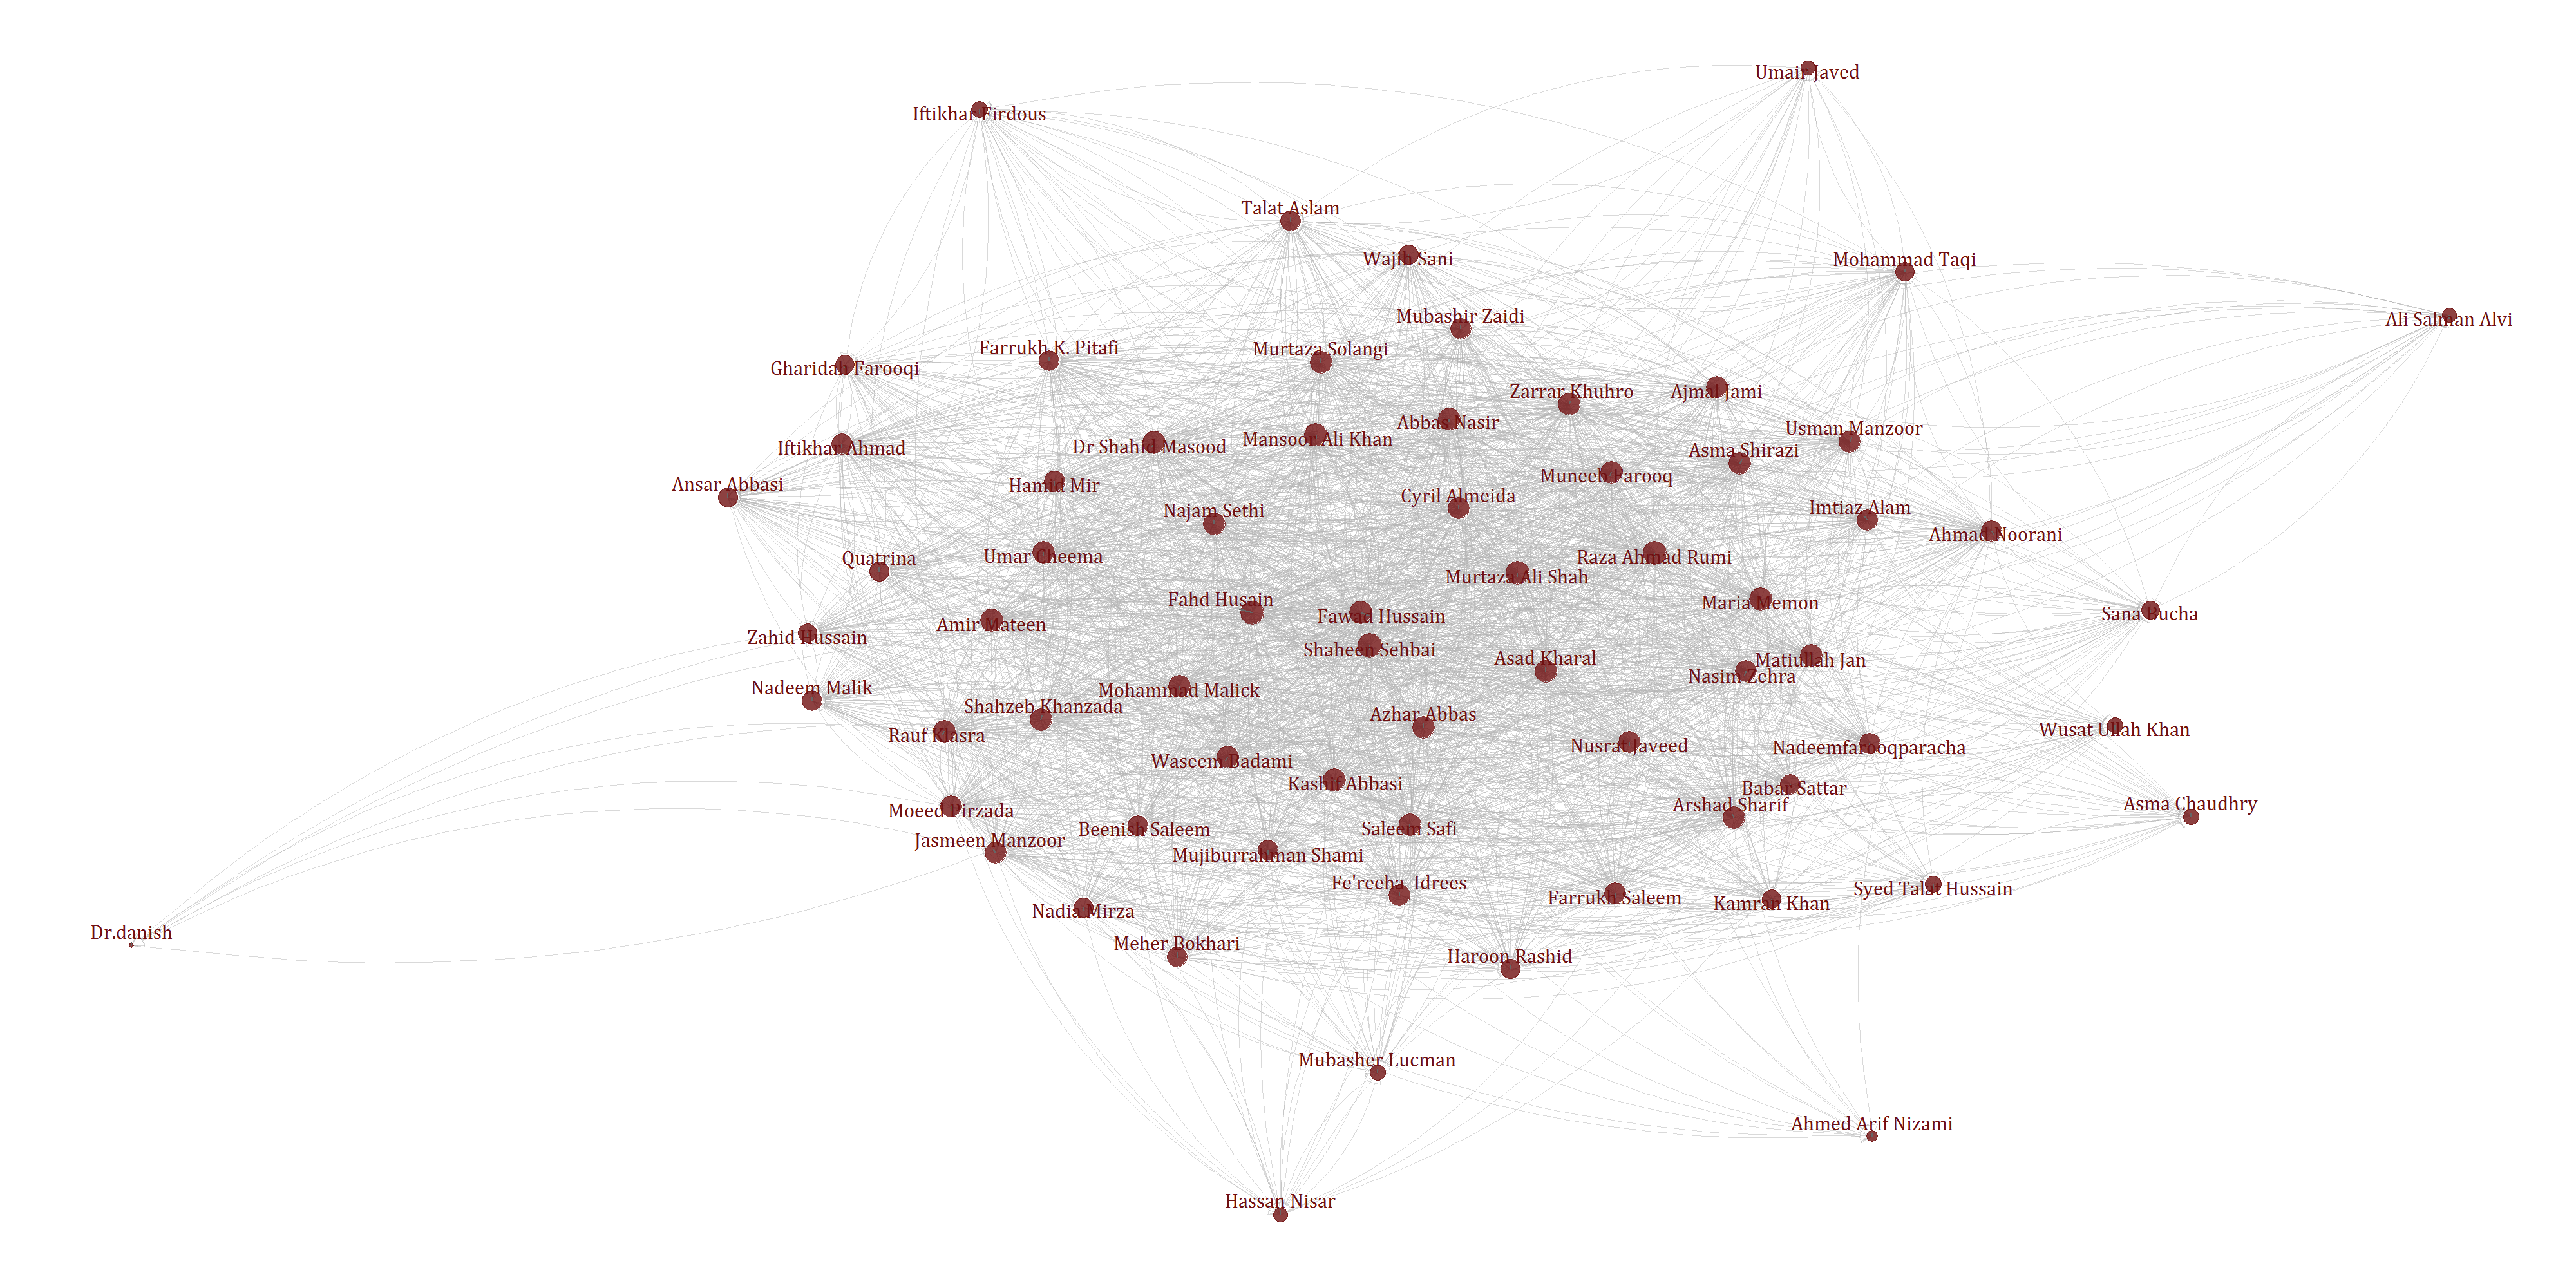 Umair Javed
Iftikhar Firdous
Talat Aslam
Wajih Sani
Mohammad Taqi
Mubashir Zaidi
Ali Salman Alvi
Farrukh K. Pitafi
Murtaza Solangi
Gharidah Farooqi
Zarrar Khuhro
Ajmal Jami
Abbas Nasir
Usman Manzoor
Mansoor Ali Khan
Dr Shahid Masood
Iftikhar Ahmad
Asma Shirazi
Muneeb Farooq
Ansar Abbasi
Hamid Mir
Cyril Almeida
Imtiaz Alam
Najam Sethi
Ahmad Noorani
Umar Cheema
Raza Ahmad Rumi
Quatrina
Murtaza Ali Shah
Fahd Husain
Maria Memon
Sana Bucha
Fawad Hussain
Amir Mateen
Zahid Hussain
Shaheen Sehbai
Asad Kharal
Matiullah Jan
Nasim Zehra
Nadeem Malik
Mohammad Malick
Shahzeb Khanzada
Azhar Abbas
Wusat Ullah Khan
Rauf Klasra
Nusrat Javeed
Nadeemfarooqparacha
Waseem Badami
Kashif Abbasi
Babar Sattar
Asma Chaudhry
Arshad Sharif
Moeed Pirzada
Beenish Saleem
Saleem Safi
Jasmeen Manzoor
Mujiburrahman Shami
Fe'reeha  Idrees
Syed Talat Hussain
Farrukh Saleem
Kamran Khan
Nadia Mirza
Dr.danish
Meher Bokhari
Haroon Rashid
Mubasher Lucman
Ahmed Arif Nizami
Hassan Nisar